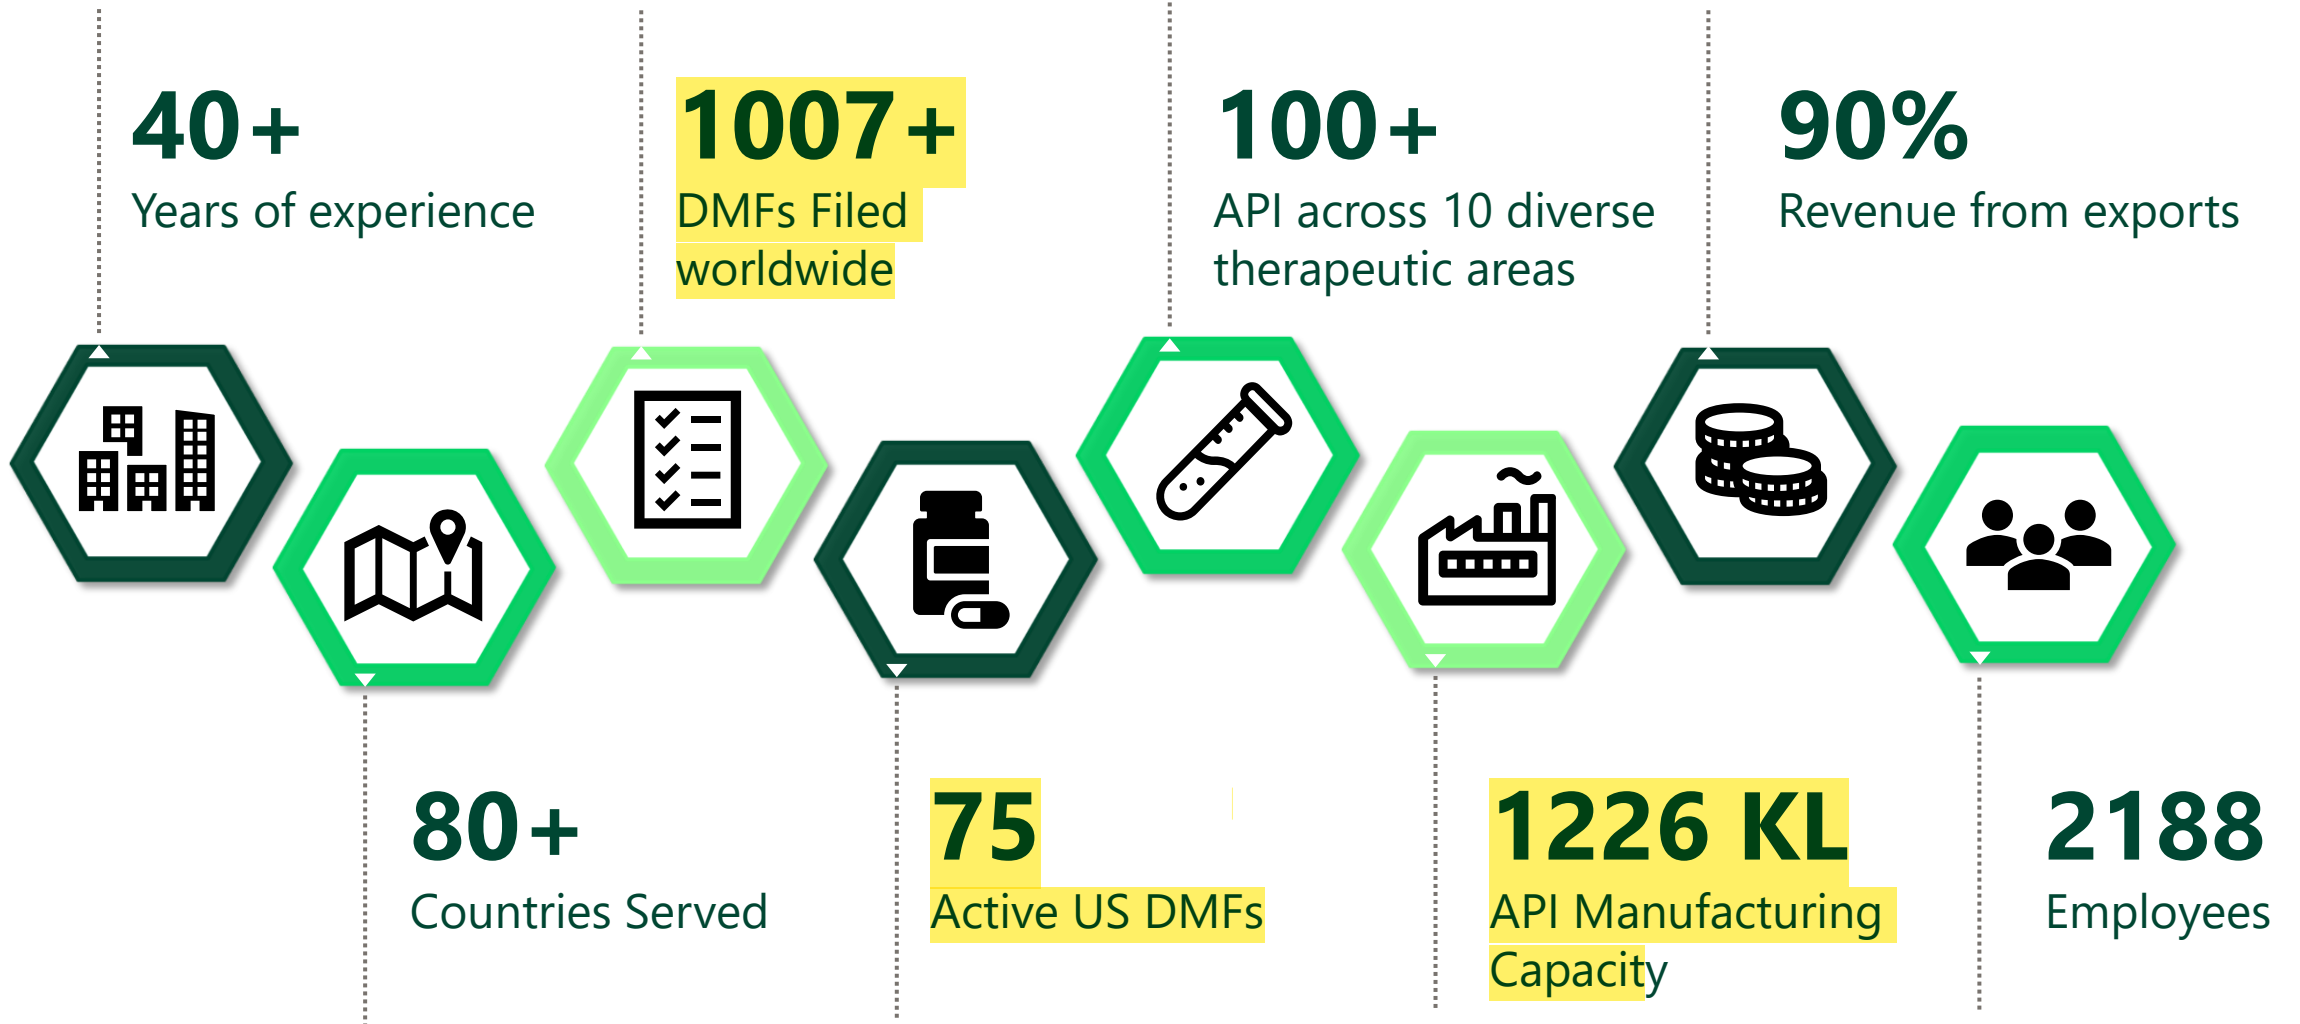 40+
Years of experience
1007+
DMFs Filed
worldwide
100+
API across 10 diverse
therapeutic areas
90%
Revenue from exports
80+
Countries Served
75
Active US DMFs
1226 KL
API Manufacturing
Capacity
2188
Employees